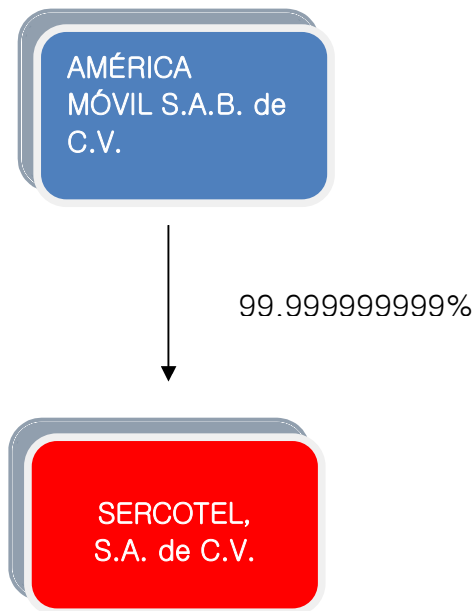 AMÉRICA
MÓVIL S.A.B. de
C.V.
99.999999999%
SERCOTEL,
S.A. de C.V.